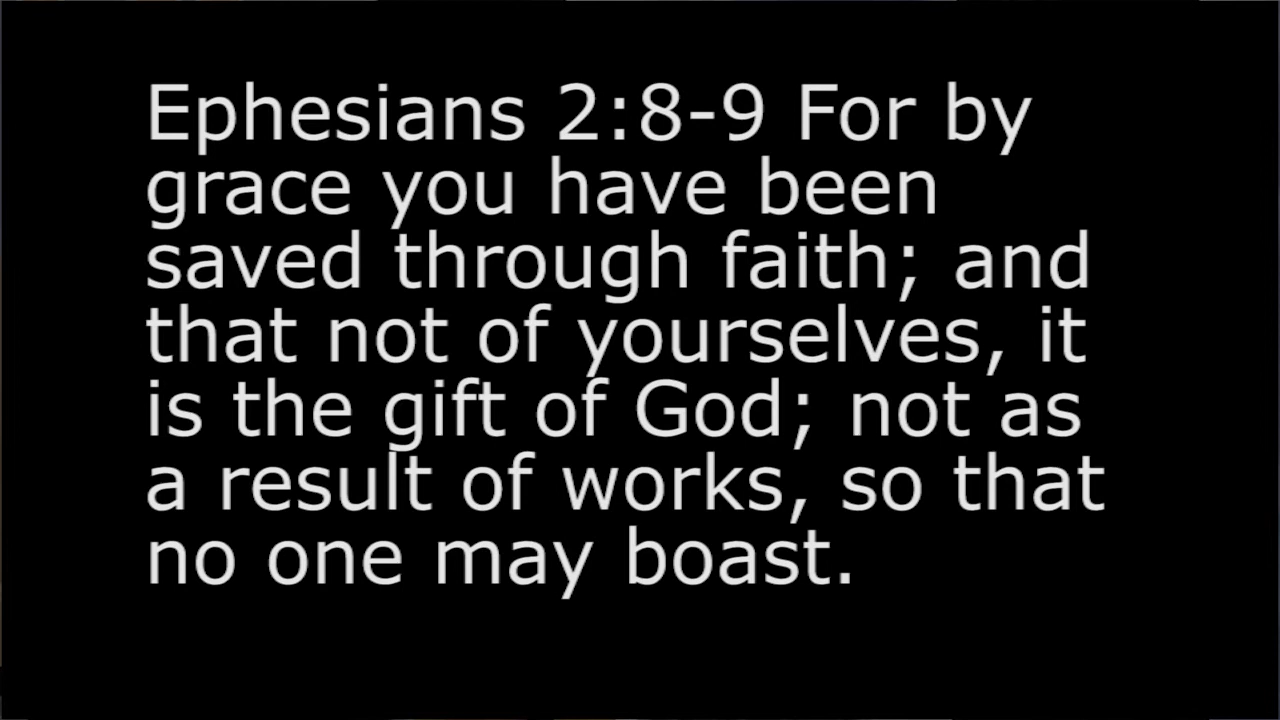 Ephesians 2:8-9 For by
grace you have been
saved through faith; and
that not of yourselves, it
is the gift of God; not as
a result of works, so that
no one may boast.